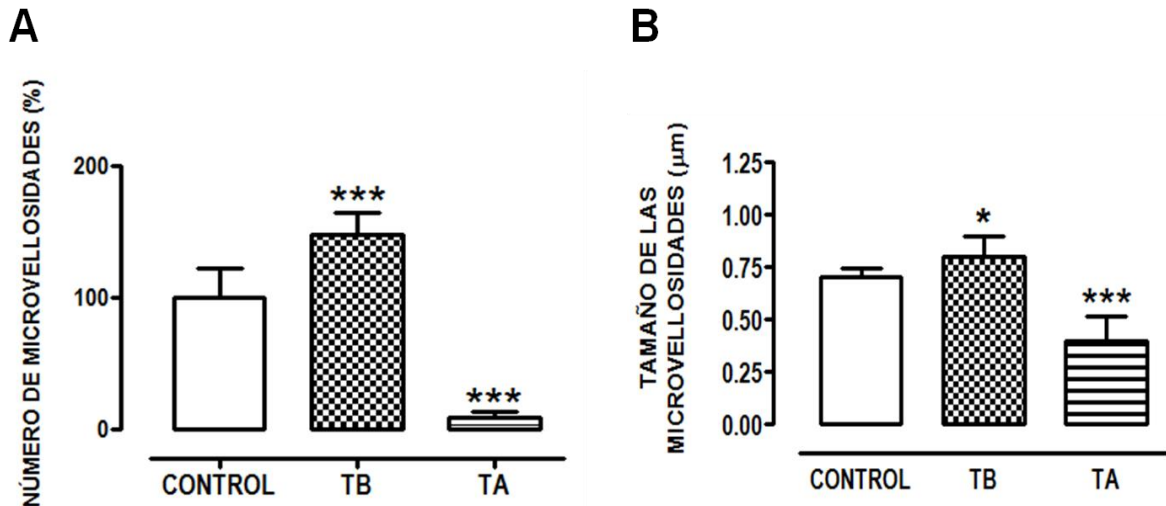 A
NÚMERO DE MICROVELLOSIDADES (%)
200
100
0
***
***
CONTROL TB TA
B
TAMAÑO DE LAS
MICROVELLOSIDADES (µm)
1.25
1.00
0.75
0.50
0.25
0.00
*
***
CONTROL TB TA